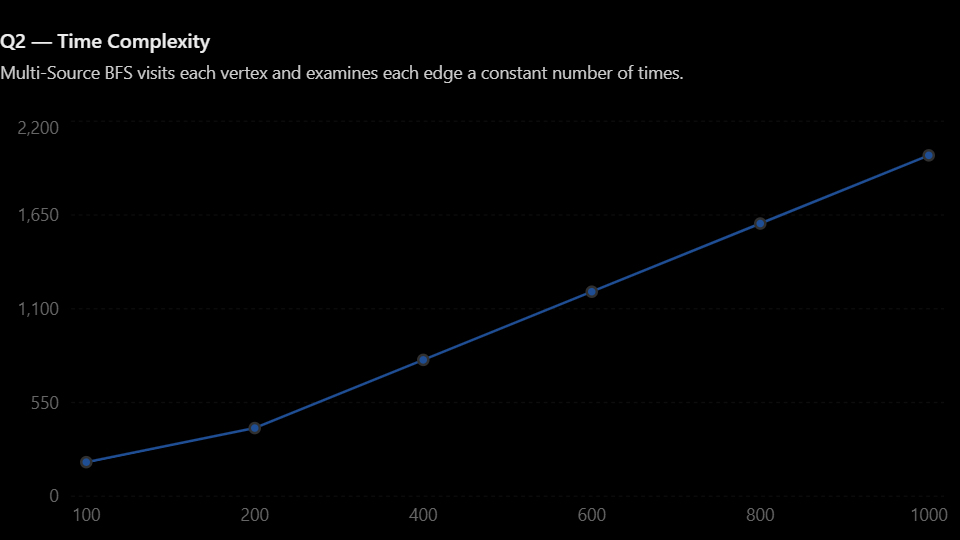 Q2 — Time Complexity
Multi-Source BFS visits each vertex and examines each edge a constant number of times.
2,200
1,650
1,100
550
0
100 200 400 600 800 1000